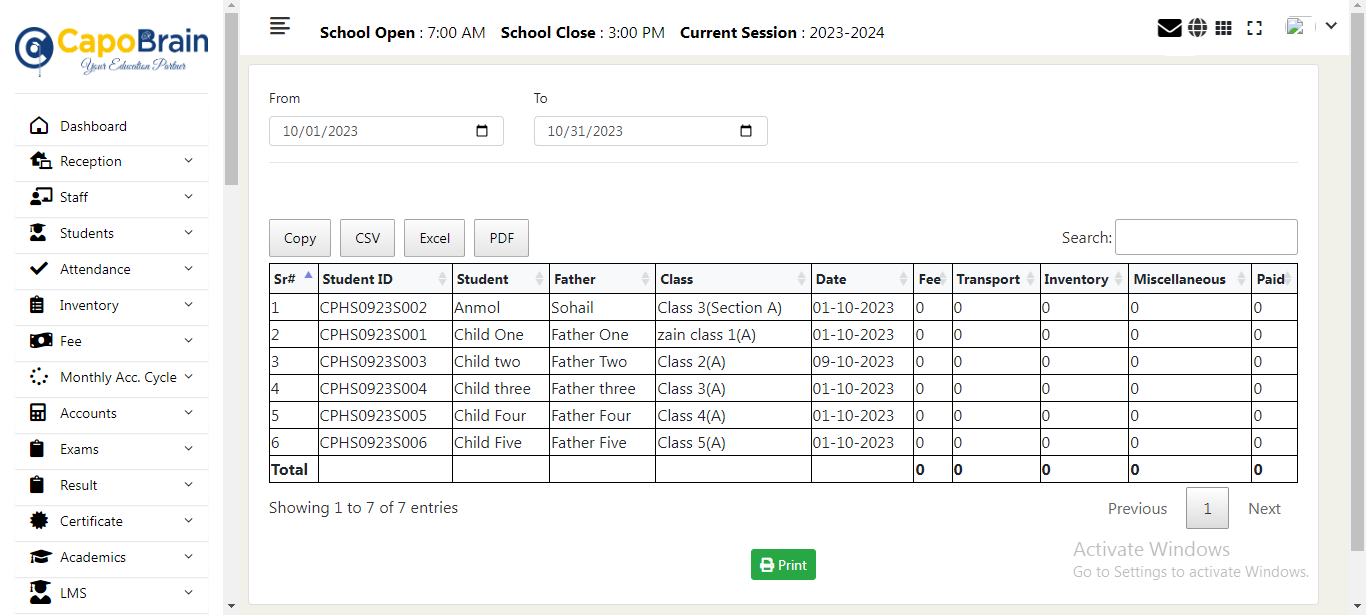 CapoBrain
Your Education Partner
School Open : 7:00 AM School Close : 3:00 PM Current Session : 2023-2024
Dashboard
Reception
Staff
Students
Attendance
Inventory
Fee
Monthly Acc. Cycle
Accounts
Exams
Result
Certificate
Academics
LMS
From To
10/01/2023 10/31/2023
Copy CSV Excel PDF Search:
Sr# Student ID Student Father Class Date Fee Transport Inventory Miscellaneous Paid
1 CPHS0923S002 Anmol Sohail Class 3(Section A) 01-10-2023 0 0 0 0 0
2 CPHS0923S001 Child One Father One zain class 1(A) 01-10-2023 0 0 0 0 0
3 CPHS0923S003 Child two Father Two Class 2(A) 09-10-2023 0 0 0 0 0
4 CPHS0923S004 Child three Father three Class 3(A) 01-10-2023 0 0 0 0 0
5 CPHS0923S005 Child Four Father Four Class 4(A) 01-10-2023 0 0 0 0 0
6 CPHS0923S006 Child Five Father Five Class 5(A) 01-10-2023 0 0 0 0 0
Total 0 0 0 0 0
Showing 1 to 7 of 7 entries Previous 1 Next
Print
Activate Windows
Go to Settings to activate Windows.